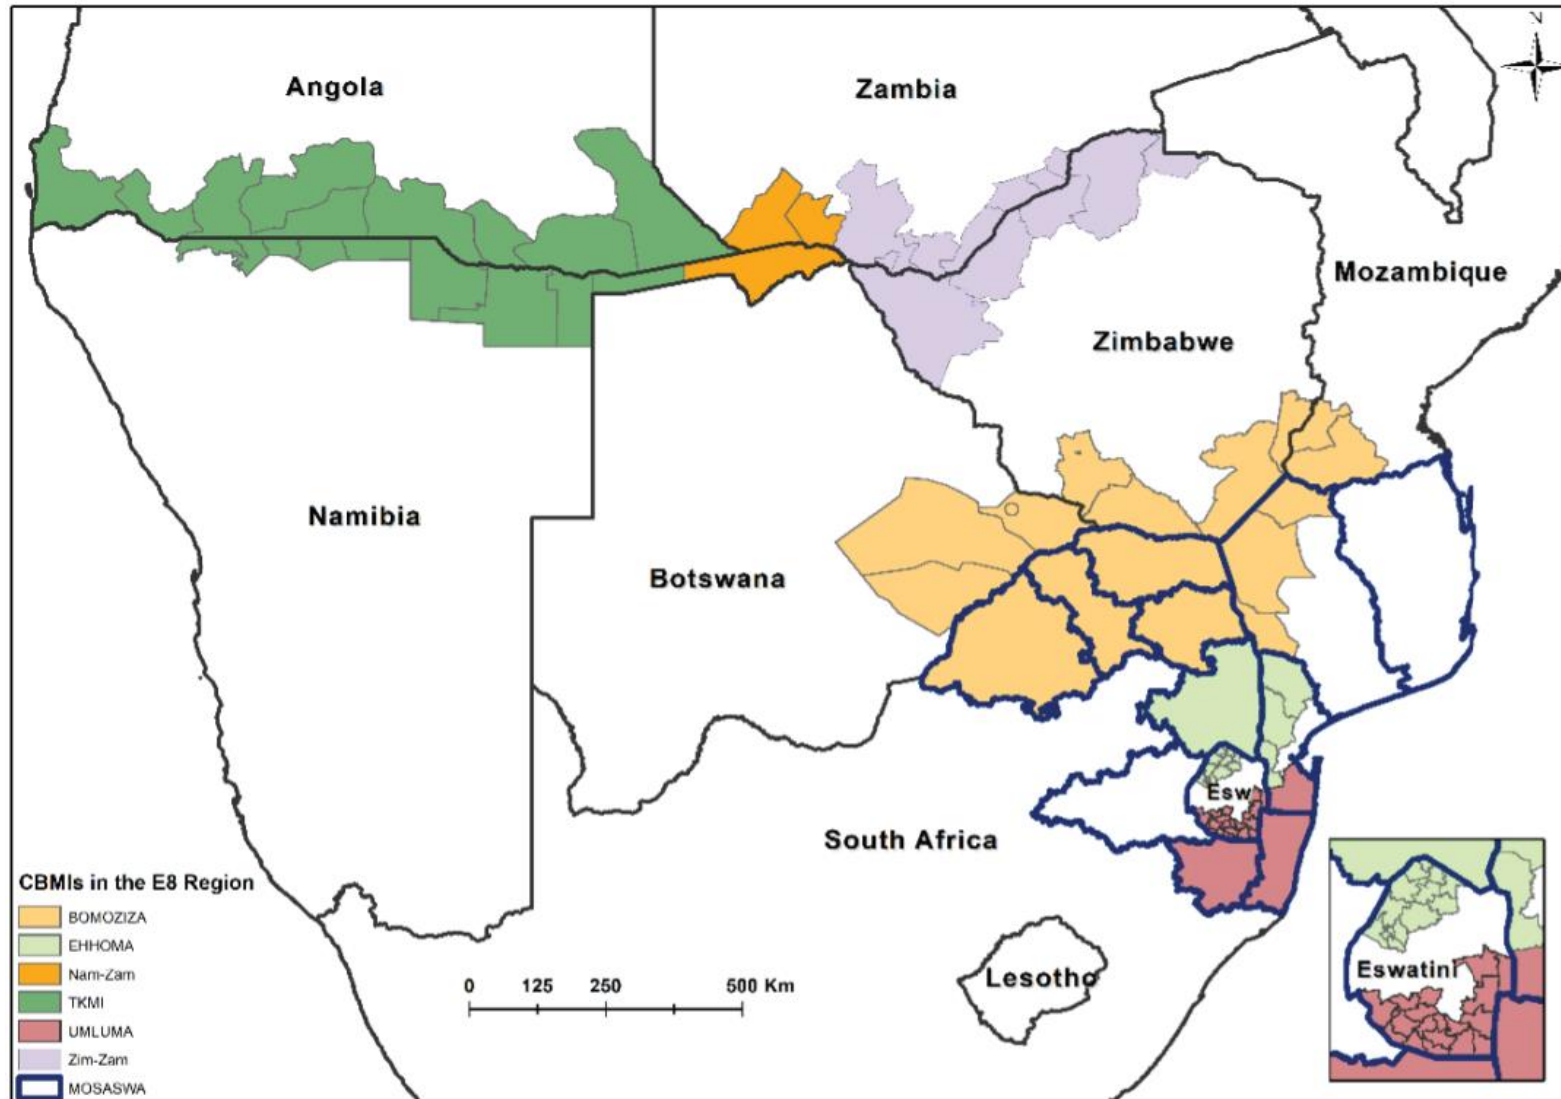 N
Angola
Zambia
Mozambique
Zimbabwe
Namibia
Botswana
Esw
South Africa
CBMIs in the E8 Region
BOMOZIZA
EHHOMA
Nam-Zam
TKMI
UMLUMA
Zim-Zam
MOSASWA
0 125 250 500 Km
Lesotho
Eswatini